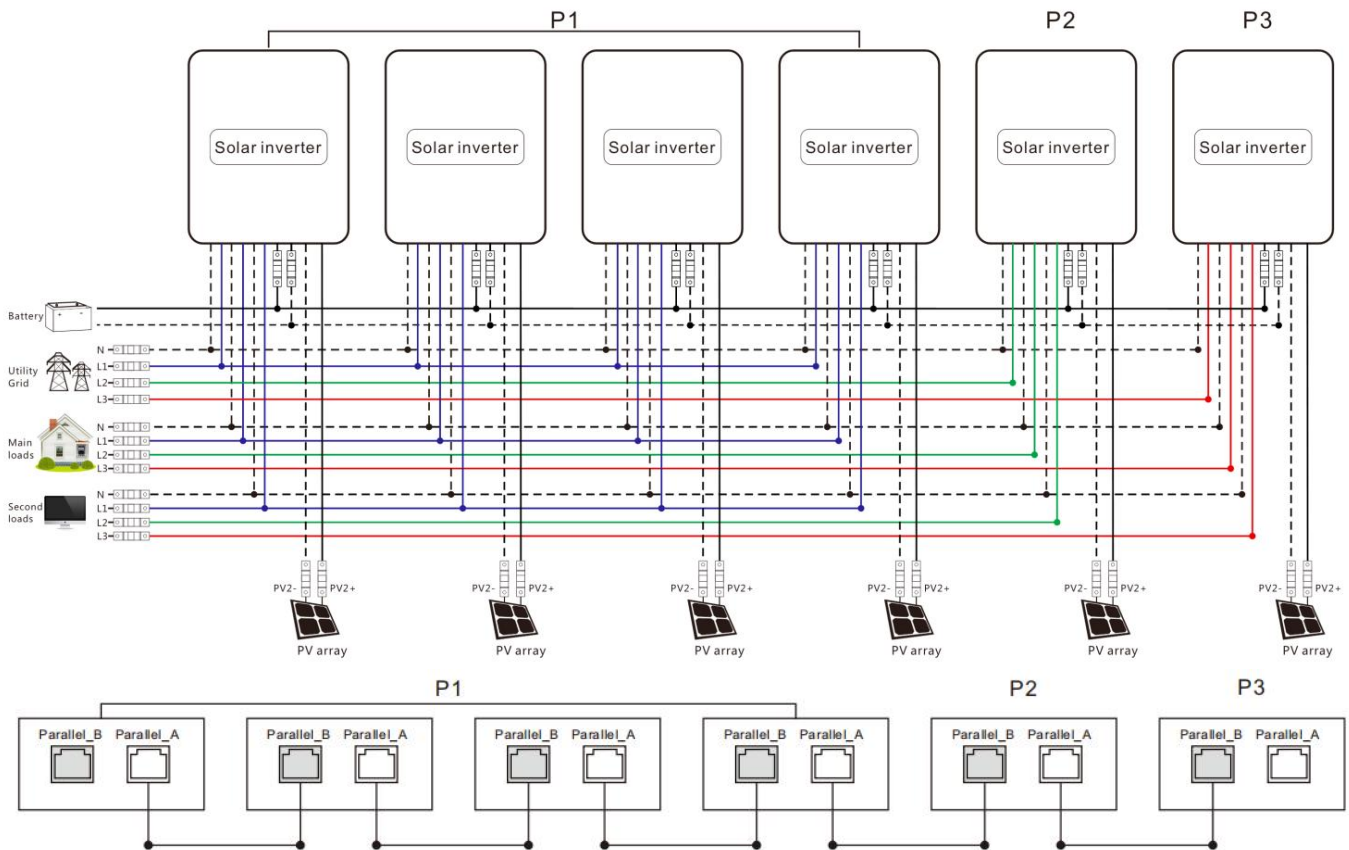 P1 P2 P3
Solar inverter Solar inverter Solar inverter Solar inverter Solar inverter Solar inverter
Battery
N
Utility
Grid
L1
L2
L3
N
Main
loads
L1
L2
L3
N
Second
loads
L1
L2
L3
PV2- PV2+ PV2- PV2+ PV2- PV2+ PV2- PV2+ PV2- PV2+ PV2- PV2+
PV array PV array PV array PV array PV array PV array
P1 P2 P3
Parallel_B Parallel_A Parallel_B Parallel_A Parallel_B Parallel_A Parallel_B Parallel_A Parallel_B Parallel_A Parallel_B Parallel_A